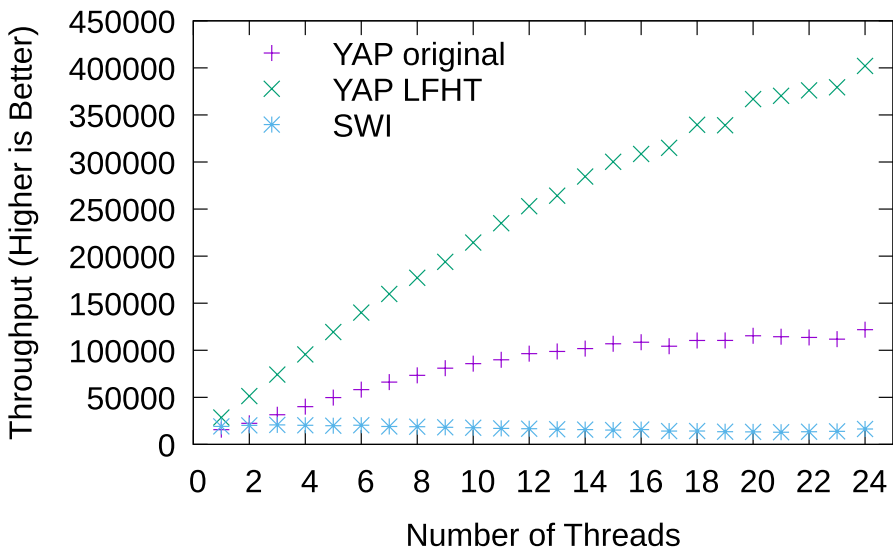 Throughput (Higher is Better)
450000
400000
350000
300000
250000
200000
150000
100000
50000
0
YAP original
YAP LFHT
SWI
0 2 4 6 8 10 12 14 16 18 20 22 24
Number of Threads